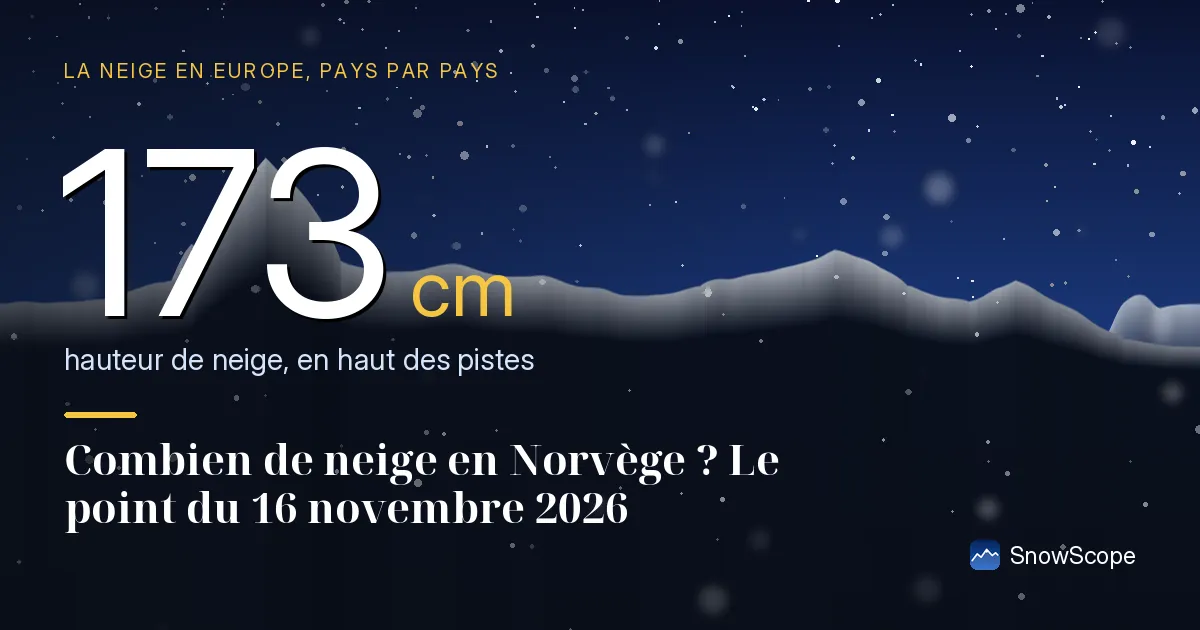 LA NEIGE EN EUROPE, PAYS PAR PAYS
173 cm
hauteur de neige, en haut des pistes
Combien de neige en Norvège ? Le
point du 16 novembre 2026
SnowScope